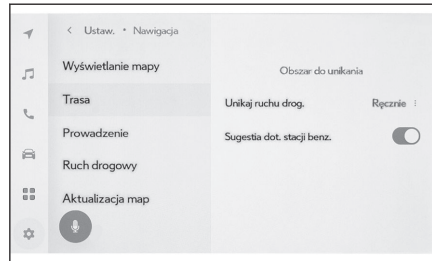 < Ustaw. • Nawigacja
Wyświetlanie mapy
Trasa
Prowadzenie
Ruch drogowy
Aktualizacja map
Obszar do unikania
Unikaj ruchu drog. Ręcznie
Sugestia dot. stacji benz.